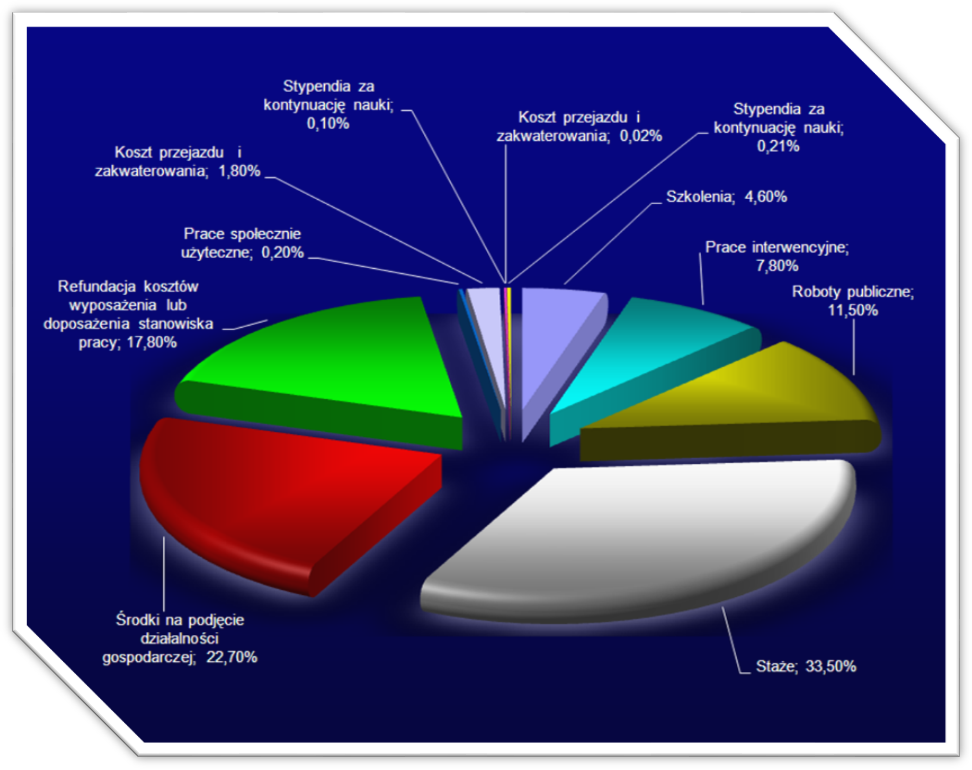 Stypendia za
kontynuację nauki;
0,10%
Koszt przejazdu i
zakwaterowania; 0,02%
Stypendia za
kontynuację nauki;
0,21%
Koszt przejazdu i
zakwaterowania; 1,80%
Szkolenia; 4,60%
Prace społecznie
użyteczne; 0,20%
Prace interwencyjne;
7,80%
Refundacja kosztów
wyposażenia lub
doposażenia stanowiska
pracy; 17,80%
Roboty publiczne;
11,50%
Środki na podjęcie
działalności
gospodarczej; 22,70%
Staże; 33,50%